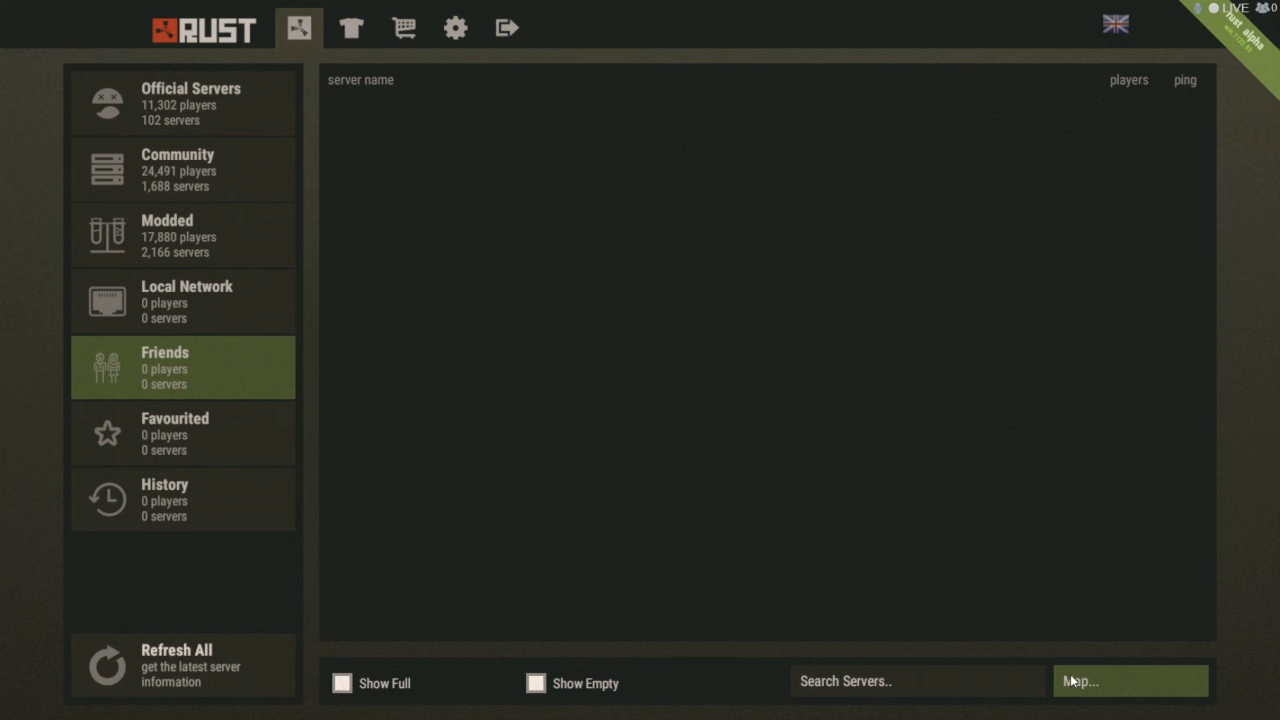 RUST
LIVE 0
rust alpha
server name players ping
Official Servers
11,302 players
102 servers
Community
24,491 players
1,688 servers
Modded
17,880 players
2,166 servers
Local Network
0 players
0 servers
Friends
0 players
0 servers
Favourited
0 players
0 servers
History
0 players
0 servers
Refresh All
get the latest server
information
Show Full
Show Empty
Search Servers..
Map...